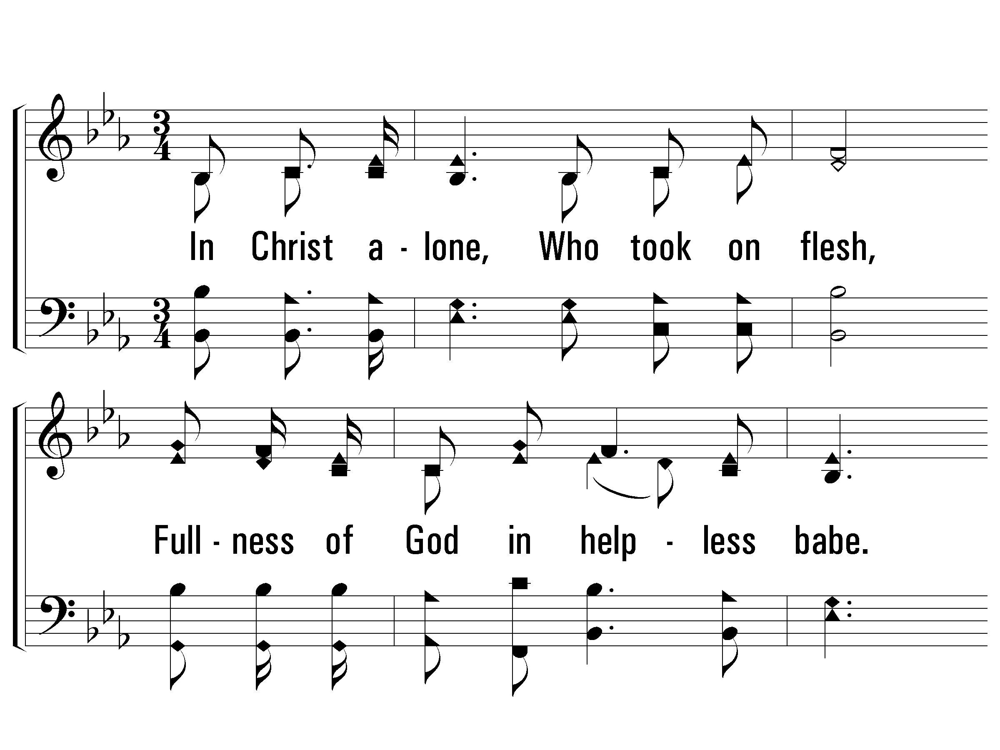 In Christ a - lone, Who took on flesh,
Full - ness of God in help - less babe.